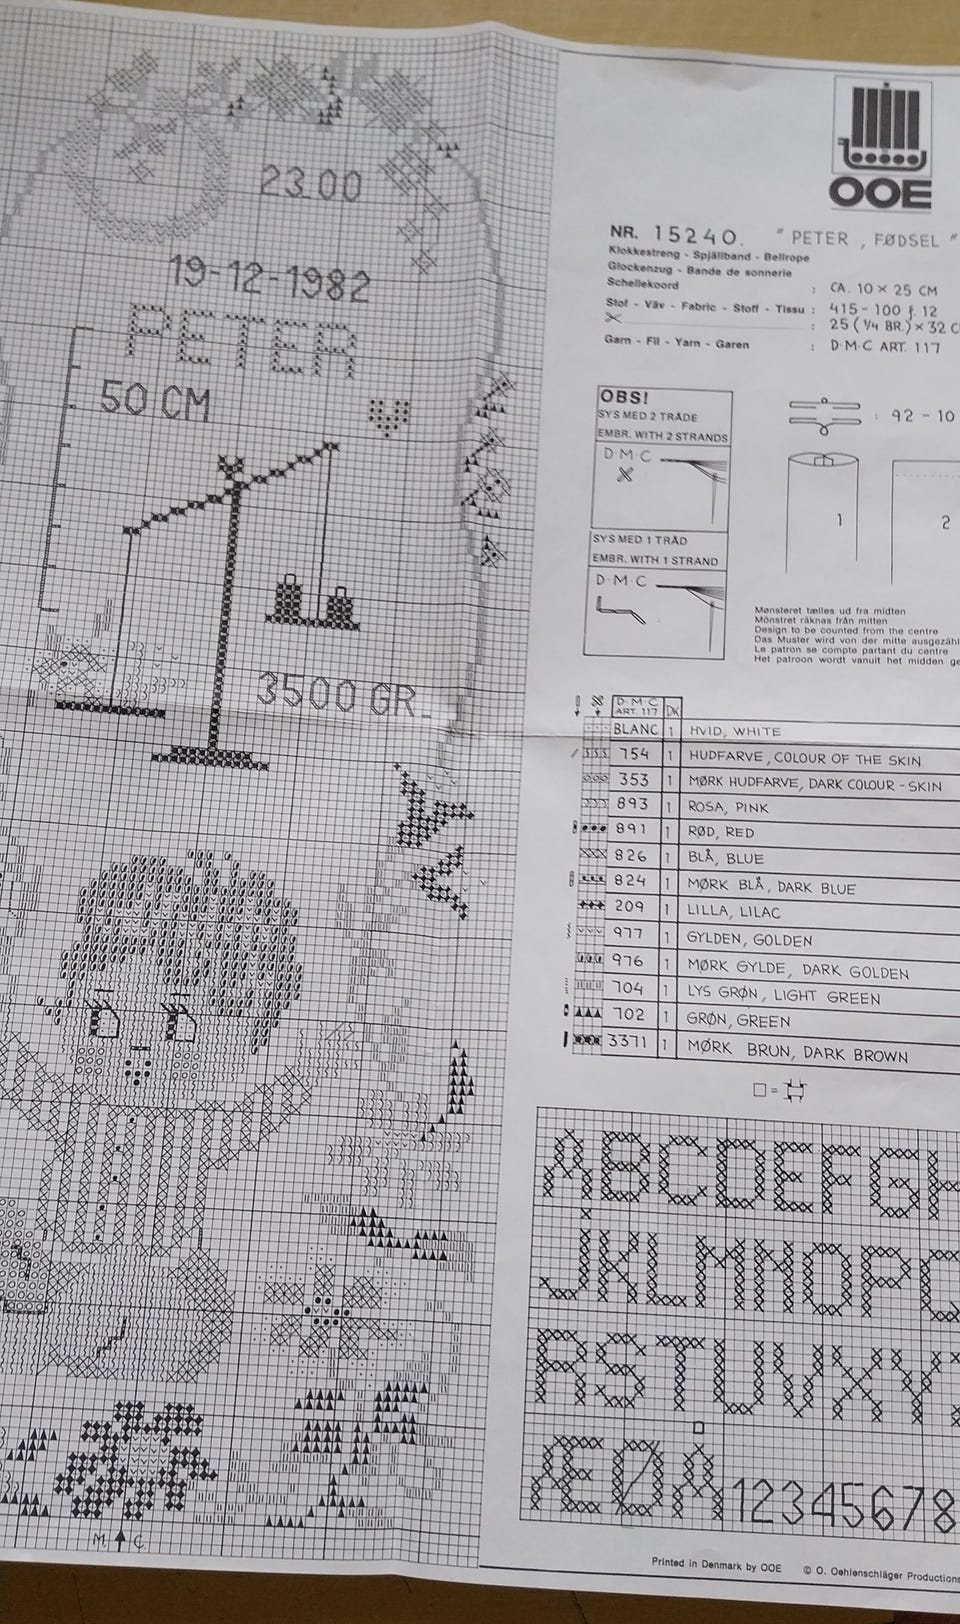 23.00
19-12-1982
PETER
50 CM
3500 GR.
M C
OOE
NR. 15240. "PETER, FØDSEL"
Klokkestreng - Spjällband - Bellrope
Glockenzug - Bande de sonnerie
Schellekoord : CA. 10 × 25 CM
Stof - Väv - Fabric - Stoff - Tissu : 415-100 f. 12
: 25 (1/4 BR.) × 32 C
Garn - Fil - Yarn - Garen : D·M·C ART. 117
OBS!
SYS MED 2 TRÅDE
EMBR. WITH 2 STRANDS
D·M·C
SYS MED 1 TRÅD
EMBR. WITH 1 STRAND
D·M·C
: 92 - 10
1
2
Mønsteret tælles ud fra midten
Mönstret räknas från mitten
Design to be counted from the centre
Das Muster wird von der mitte ausgezähl
Le patron se compte partant du centre
Het patroon wordt vanuit het midden ge
D·M·C ART. 117 DK
BLANC 1 HVID, WHITE
754 1 HUDFARVE, COLOUR OF THE SKIN
353 1 MØRK HUDFARVE, DARK COLOUR-SKIN
893 1 ROSA, PINK
891 1 RØD, RED
826 1 BLÅ, BLUE
824 1 MØRK BLÅ, DARK BLUE
209 1 LILLA, LILAC
977 1 GYLDEN, GOLDEN
976 1 MØRK GYLDE, DARK GOLDEN
704 1 LYS GRØN, LIGHT GREEN
702 1 GRØN, GREEN
3371 1 MØRK BRUN, DARK BROWN
ABCDEFGH
JKLMNOPQ
RSTUVXY
ÆØÅ12345678
Printed in Denmark by OOE © O. Oehlenschläger Productions